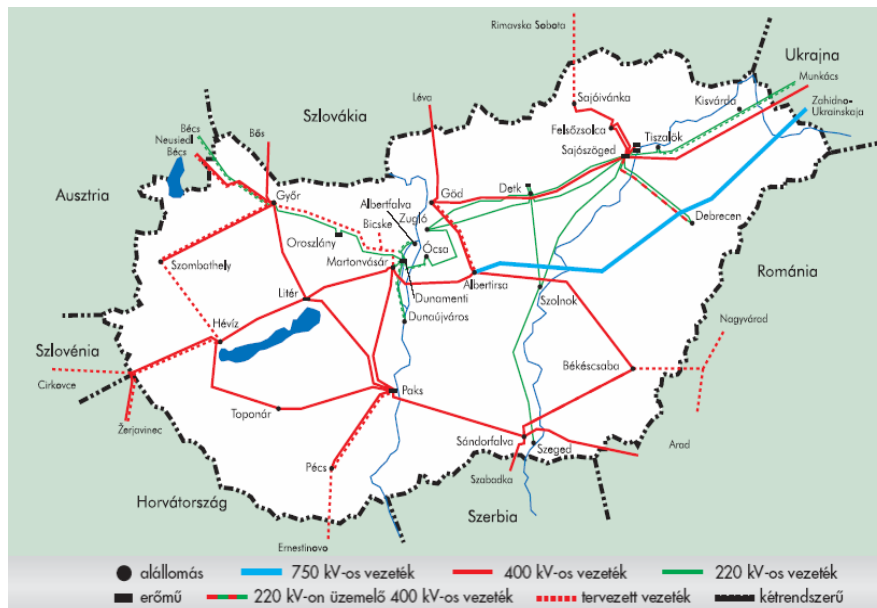 Rimavska Sobota
Ukrajna
Munkács
Kisvárda
Zahidno-
Ukrainskaja
Sajóivánka
Léva
Szlovákia
Felsőzsolca
Tiszalök
Bős
Bécs
Neusiedl
Bécs
Sajószöged
Ausztria
Győr
Albertfalva
Göd
Detk
Zugló
Debrecen
Bicske
Oroszlány
Ócsa
Szombathely
Martonvásár
Albertirsa
Románia
Litér
Dunamenti
Szolnok
Dunaújváros
Nagyvárad
Hévíz
Szlovénia
Cirkovce
Békéscsaba
Paks
Toponár
Žerjavinec
Sándorfalva
Szeged
Arad
Pécs
Szabadka
Horvátország
Szerbia
Ernestinovo
alállomás
750 kV-os vezeték
400 kV-os vezeték
220 kV-os vezeték
erőmű
220 kV-on üzemelő 400 kV-os vezeték
tervezett vezeték
kétrendszerű